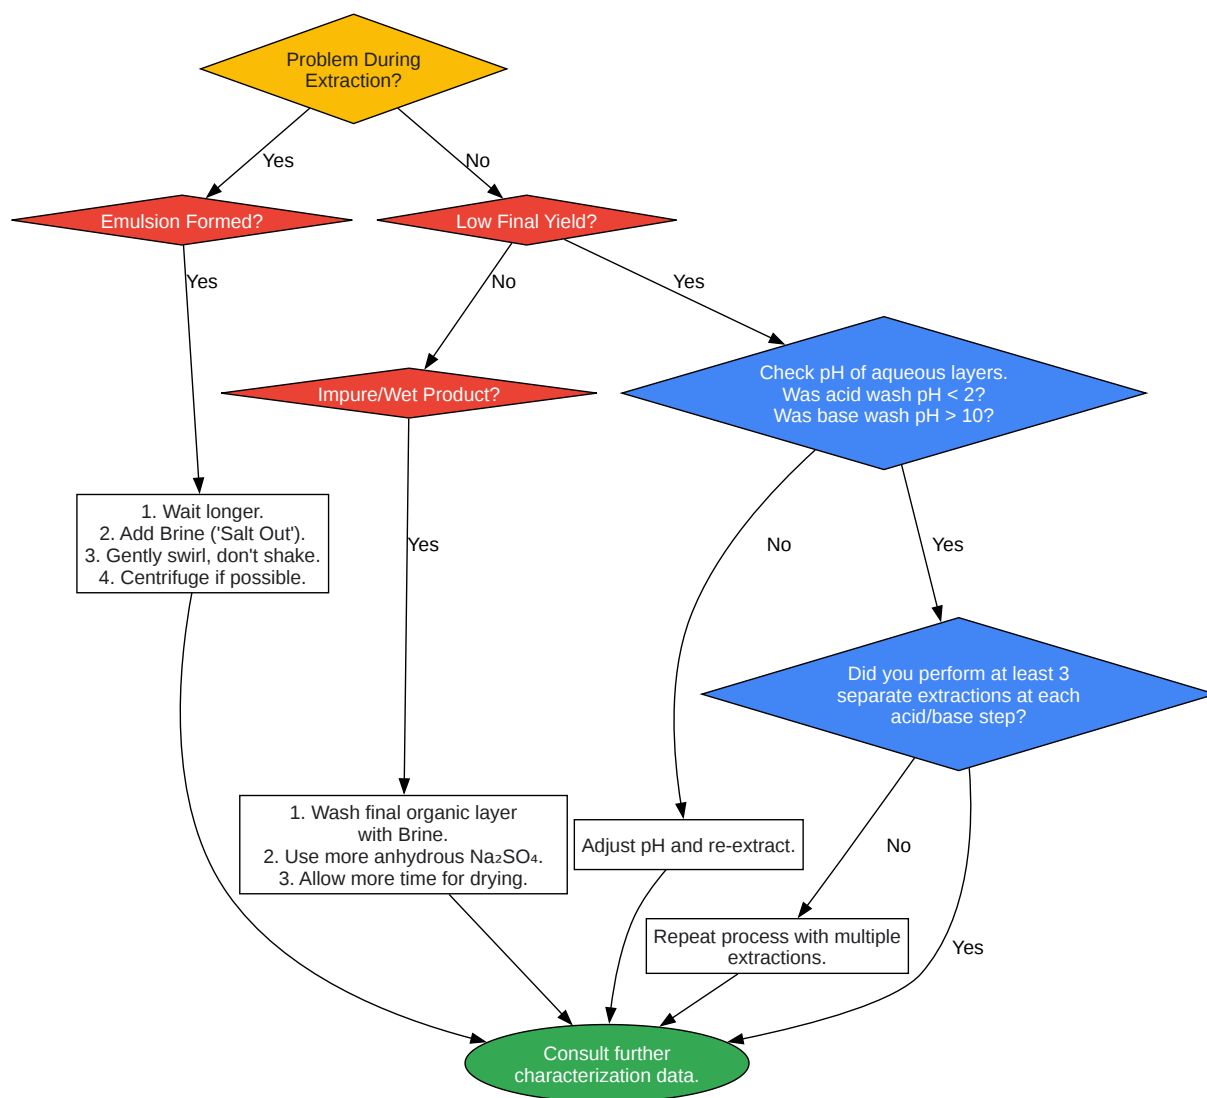 Problem During
Extraction?
Yes
No
Emulsion Formed?
Low Final Yield?
Yes
No
Yes
Check pH of aqueous layers.
Was acid wash pH < 2?
Was base wash pH > 10?
Impure/Wet Product?
1. Wait longer.
2. Add Brine ('Salt Out').
3. Gently swirl, don't shake.
4. Centrifuge if possible.
Yes
No
Yes
Did you perform at least 3
separate extractions at each
acid/base step?
1. Wash final organic layer
with Brine.
2. Use more anhydrous Na₂SO₄.
3. Allow more time for drying.
Adjust pH and re-extract.
No
Repeat process with multiple
extractions.
Yes
Consult further
characterization data.